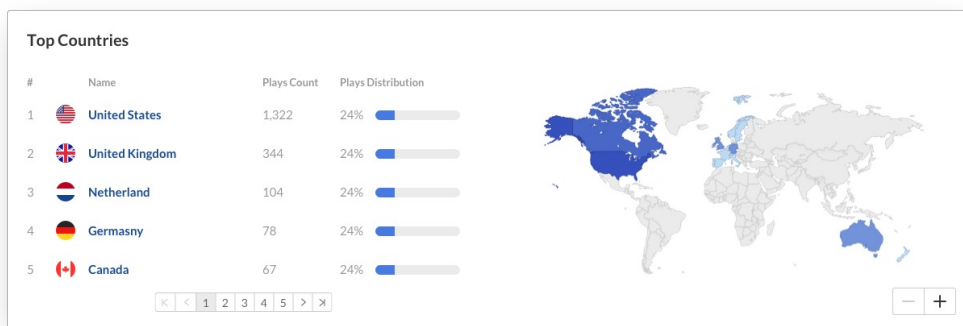 Top Countries
# Name Plays Count Plays Distribution
1 United States 1,322 24%
2 United Kingdom 344 24%
3 Netherland 104 24%
4 Germasny 78 24%
5 Canada 67 24%
1 2 3 4 5